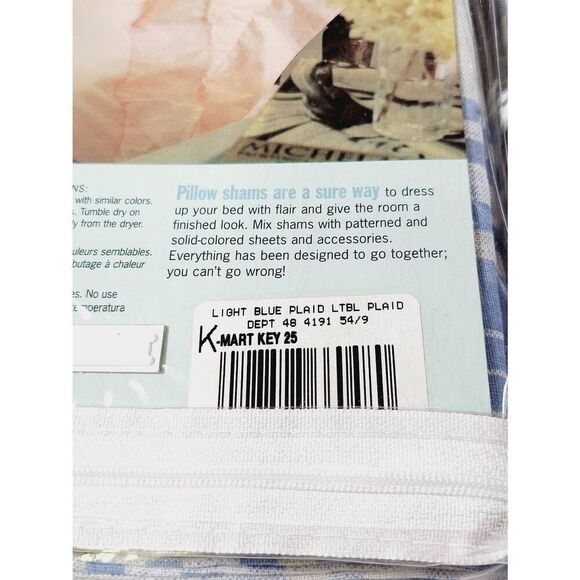 MICHEL
NS:
with similar colors.
s. Tumble dry on
ly from the dryer.
uleurs semblables.
butage à chaleur
es. No use
temperatura
Pillow shams are a sure way to dress
up your bed with flair and give the room a
finished look. Mix shams with patterned and
solid-colored sheets and accessories.
Everything has been designed to go together;
you can't go wrong!
LIGHT BLUE PLAID LTBL PLAID
DEPT 48 4191 54/9
K-MART KEY 25